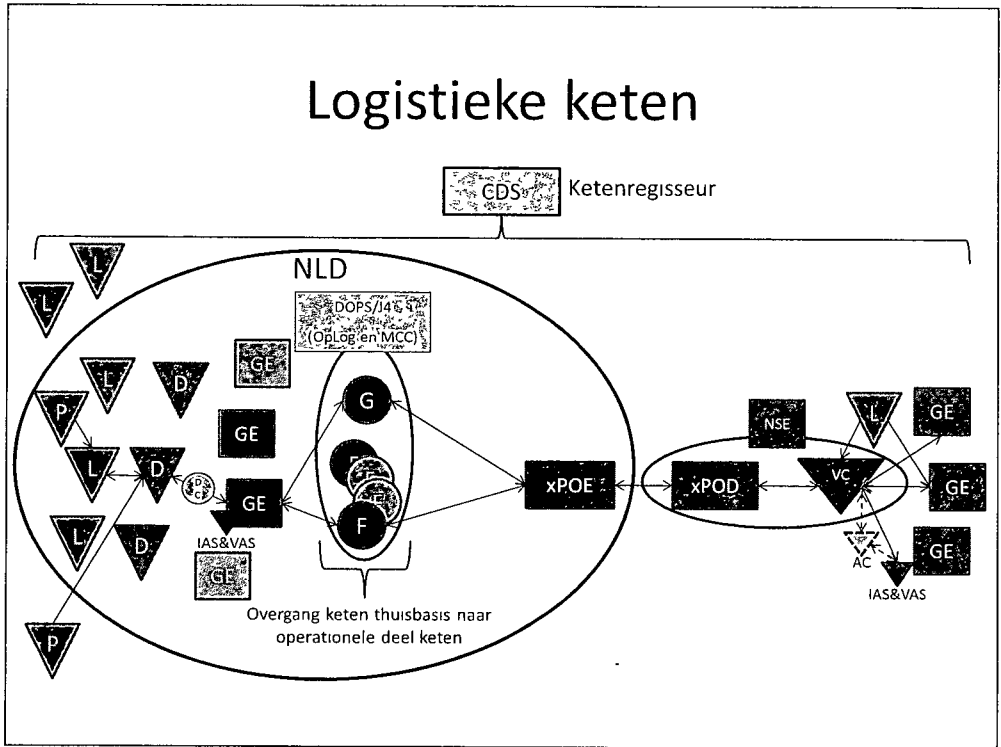 Logistieke keten
CDS
Ketenregisseur
NLD
L
L
DOPS/J4
(OpLog en MCC)
GE
L
D
P
G
GE
L
D
GE
F
IAS&VAS
L
D
GE
P
Overgang keten thuisbasis naar
operationele deel keten
xPOE
xPOD
NSE
VC
L
GE
GE
GE
AC
IAS&VAS